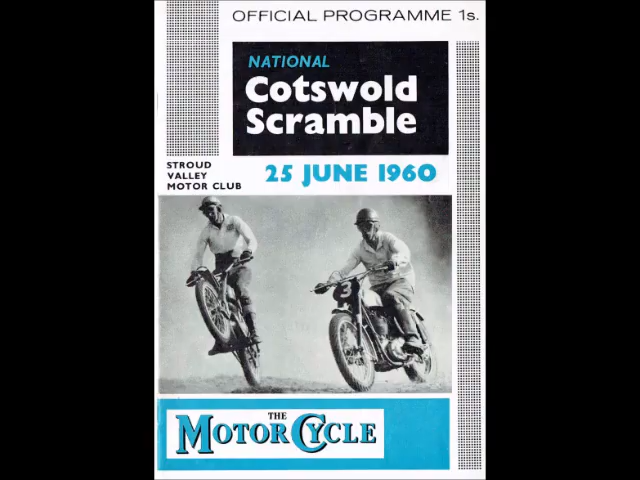 OFFICIAL PROGRAMME 1s.
NATIONAL
Cotswold
Scramble
STROUD
VALLEY
MOTOR CLUB
25 JUNE 1960
3
THE
MOTOR CYCLE